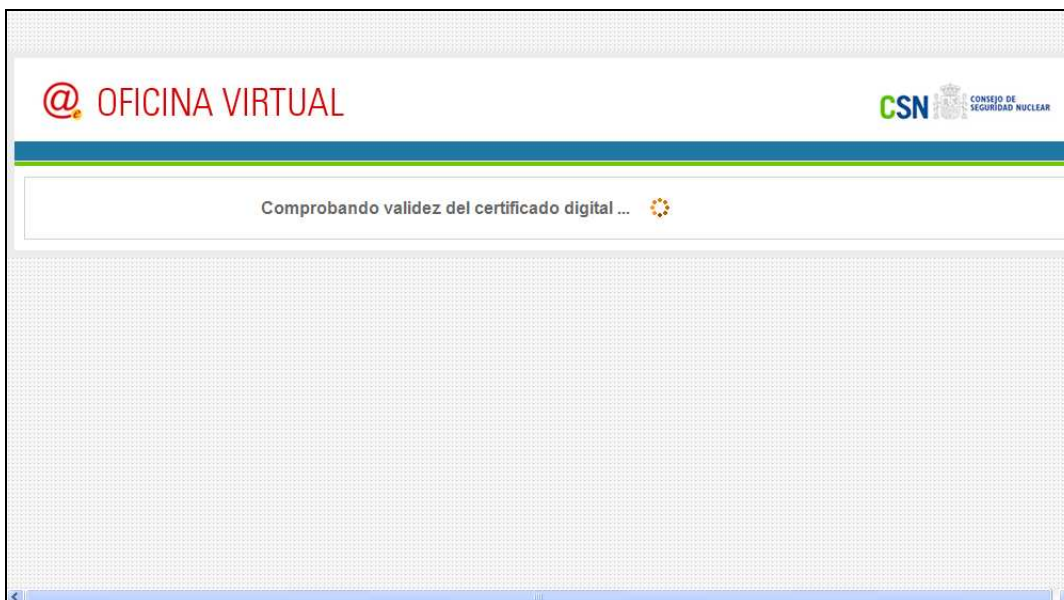 @e OFICINA VIRTUAL
CSN CONSEJO DE
SEGURIDAD NUCLEAR
Comprobando validez del certificado digital ...